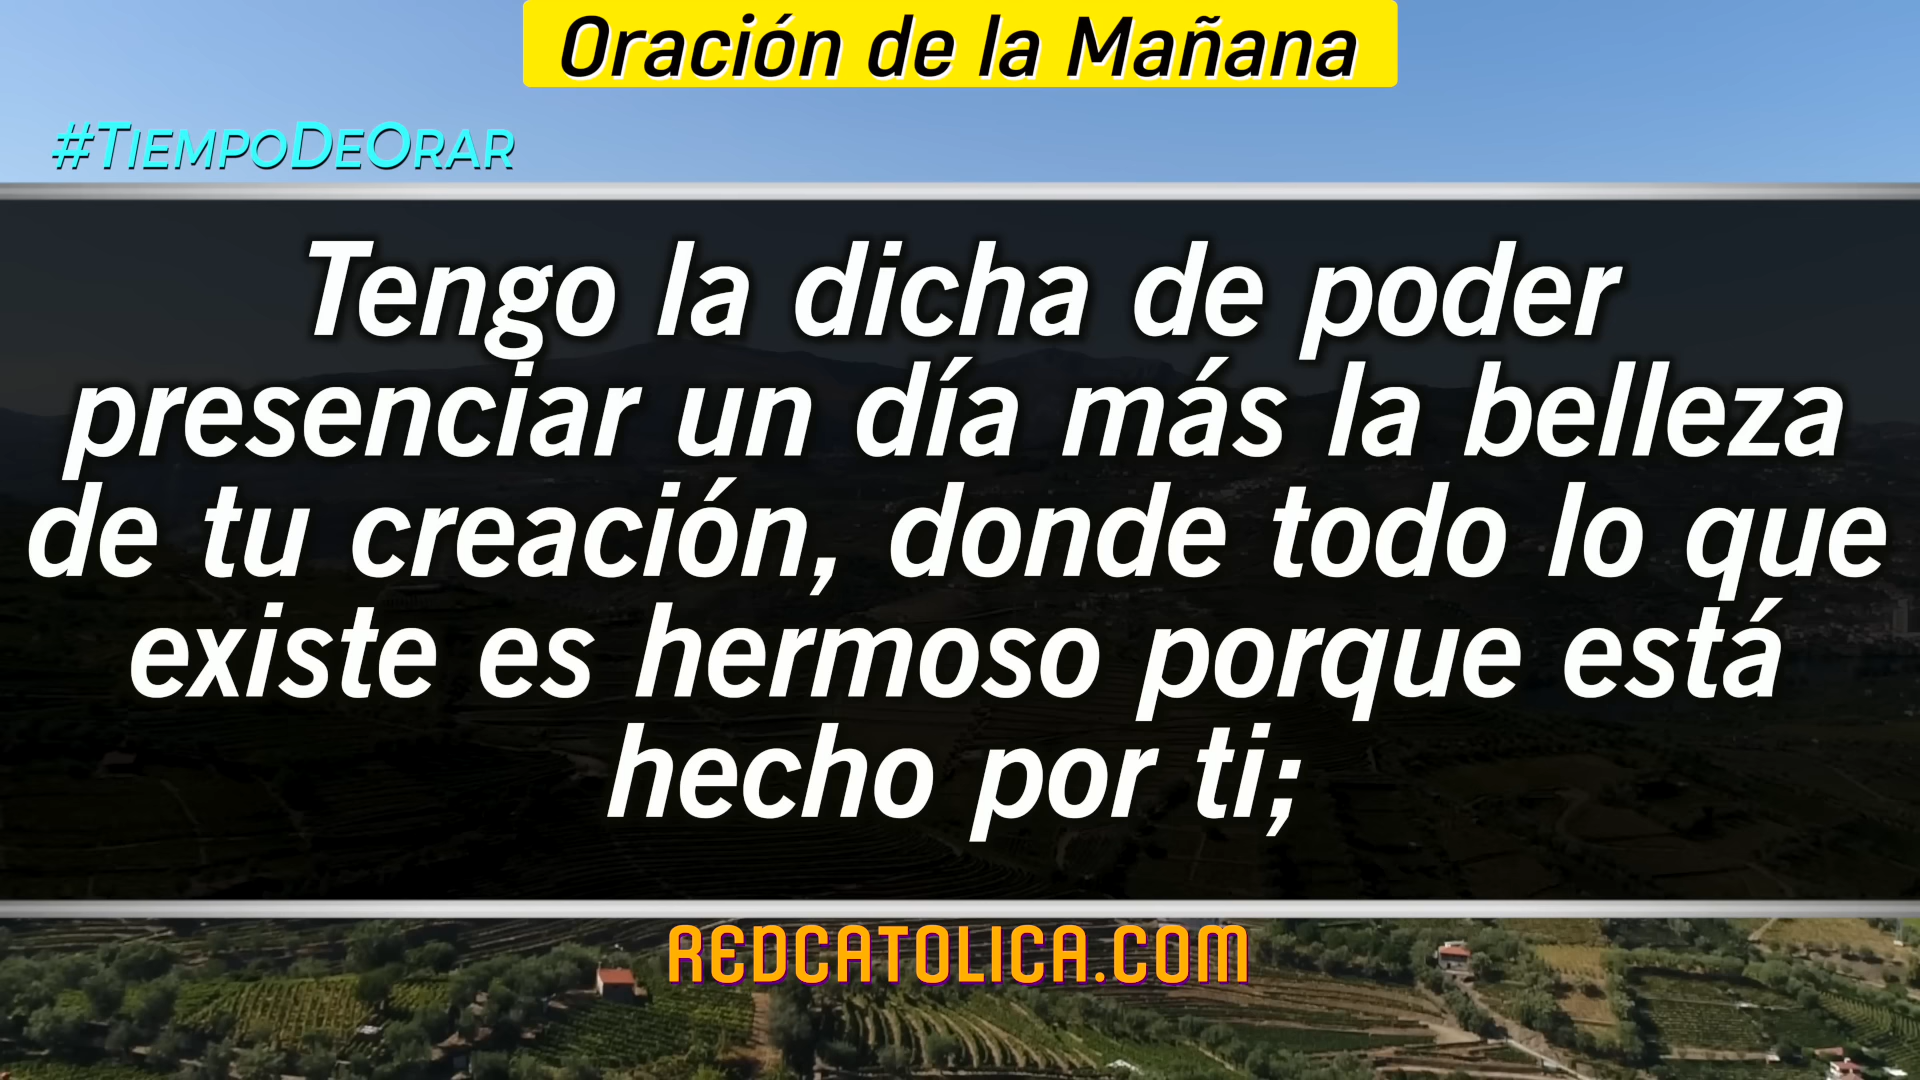 Oración de la Mañana
#TiempoDeOrar
Tengo la dicha de poder
presenciar un día más la belleza
de tu creación, donde todo lo que
existe es hermoso porque está
hecho por ti;
REDCATOLICA.COM